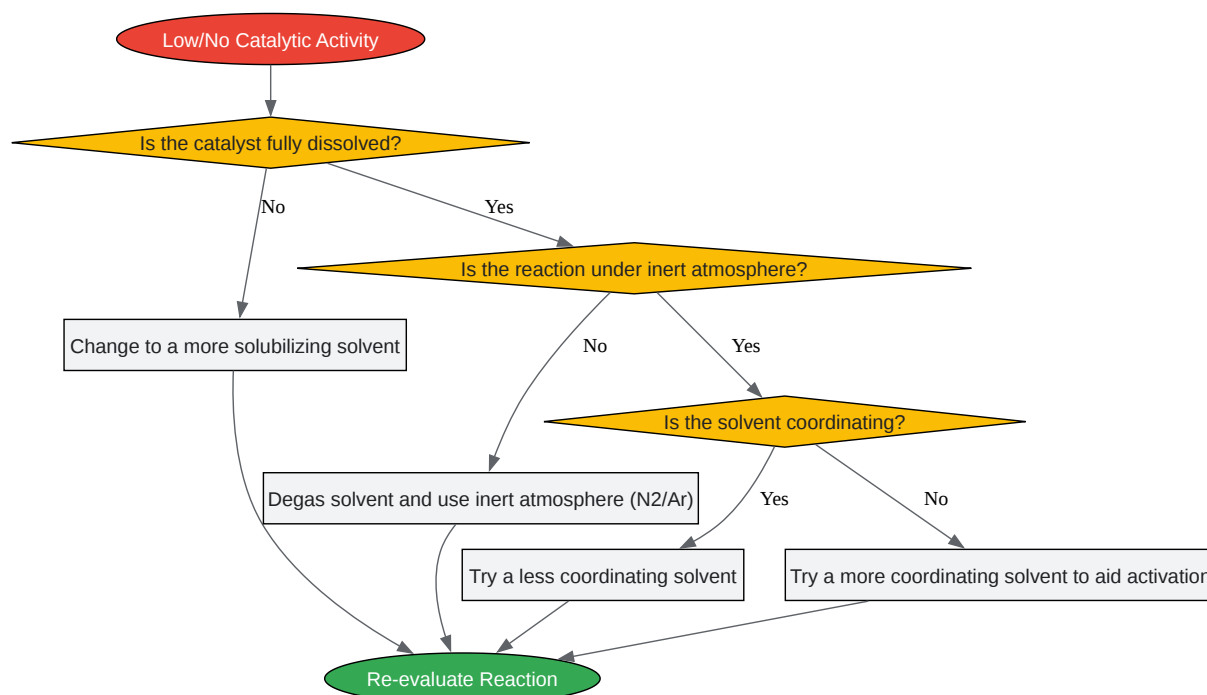 Low/No Catalytic Activity
Is the catalyst fully dissolved?
No
Yes
Is the reaction under inert atmosphere?
Change to a more solubilizing solvent
No
Yes
Is the solvent coordinating?
Degas solvent and use inert atmosphere (N2/Ar)
Yes
No
Try a less coordinating solvent
Try a more coordinating solvent to aid activation
Re-evaluate Reaction